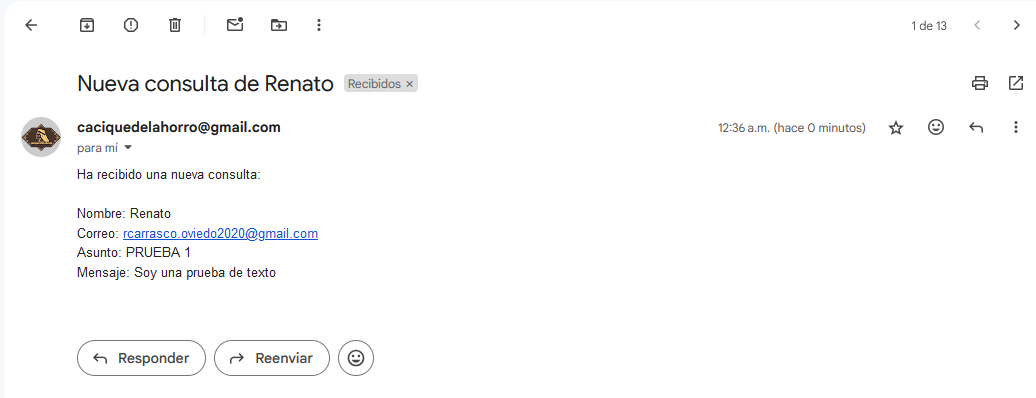 1 de 13
Nueva consulta de Renato Recibidos ×
caciquedelahorro@gmail.com 12:36 a.m. (hace 0 minutos)
para mí
Ha recibido una nueva consulta:
Nombre: Renato
Correo: rcarrasco.oviedo2020@gmail.com
Asunto: PRUEBA 1
Mensaje: Soy una prueba de texto
Responder Reenviar